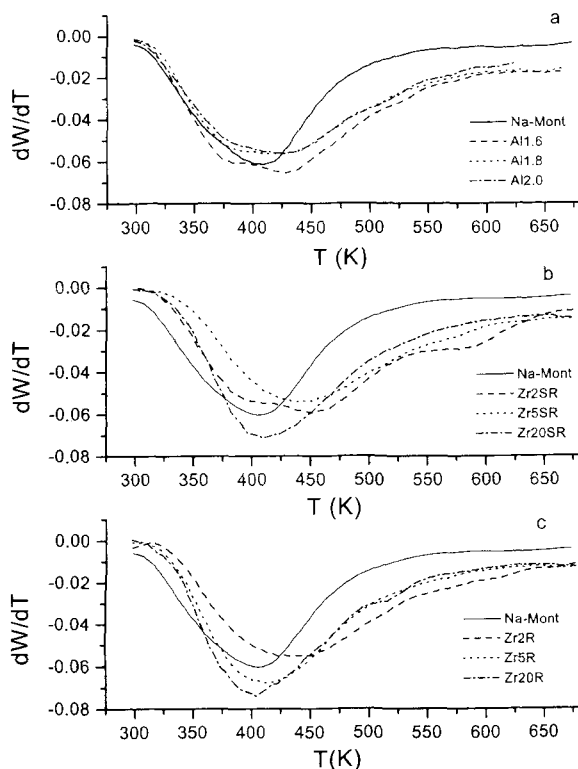 a
0.00
-0.02
-0.04
-0.06
-0.08
dW/dT
Na-Mont
Al1.6
Al1.8
Al2.0
300 350 400 450 500 550 600 650
T (K)
b
0.00
-0.02
-0.04
-0.06
-0.08
dW/dT
Na-Mont
Zr2SR
Zr5SR
Zr20SR
300 350 400 450 500 550 600 650
T (K)
c
0.00
-0.02
-0.04
-0.06
-0.08
dW/dT
Na-Mont
Zr2R
Zr5R
Zr20R
300 350 400 450 500 550 600 650
T(K)